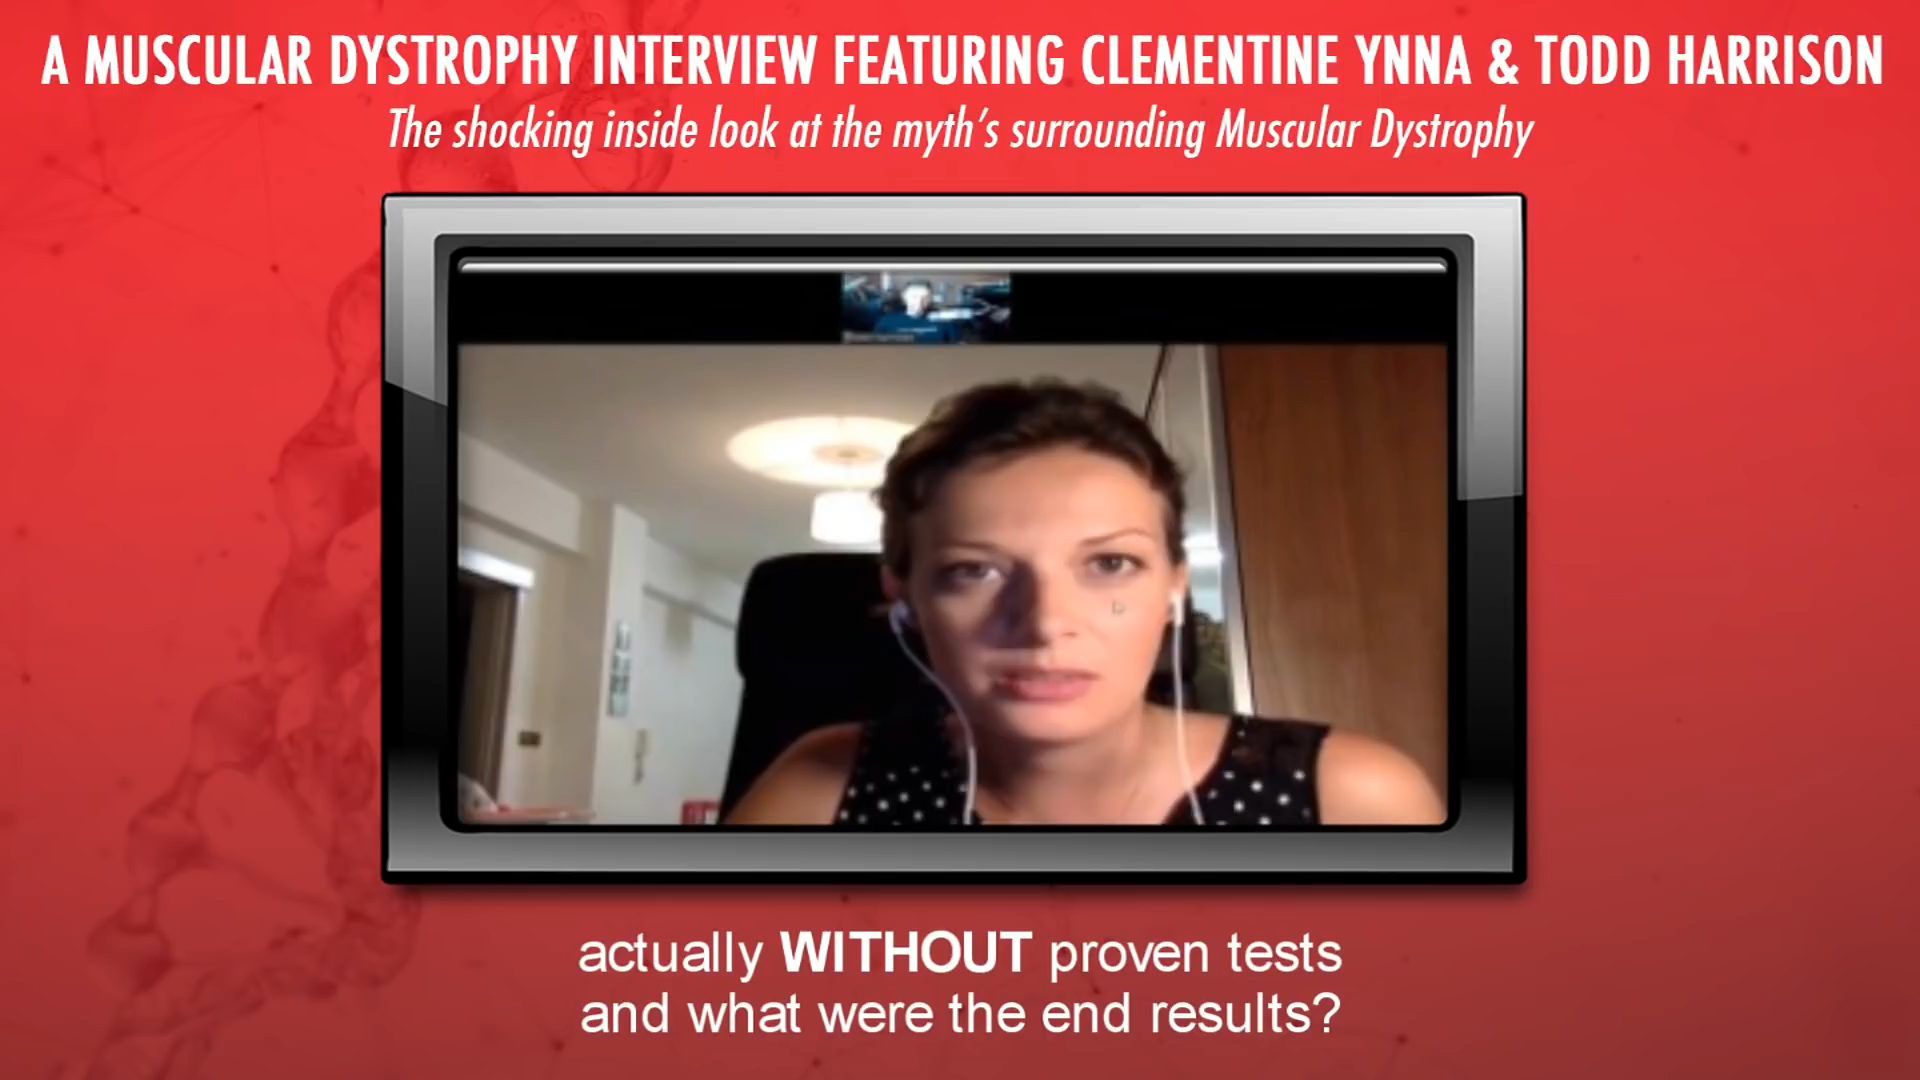 A MUSCULAR DYSTROPHY INTERVIEW FEATURING CLEMENTINE YNNA & TODD HARRISON
The shocking inside look at the myth's surrounding Muscular Dystrophy
actually WITHOUT proven tests
and what were the end results?